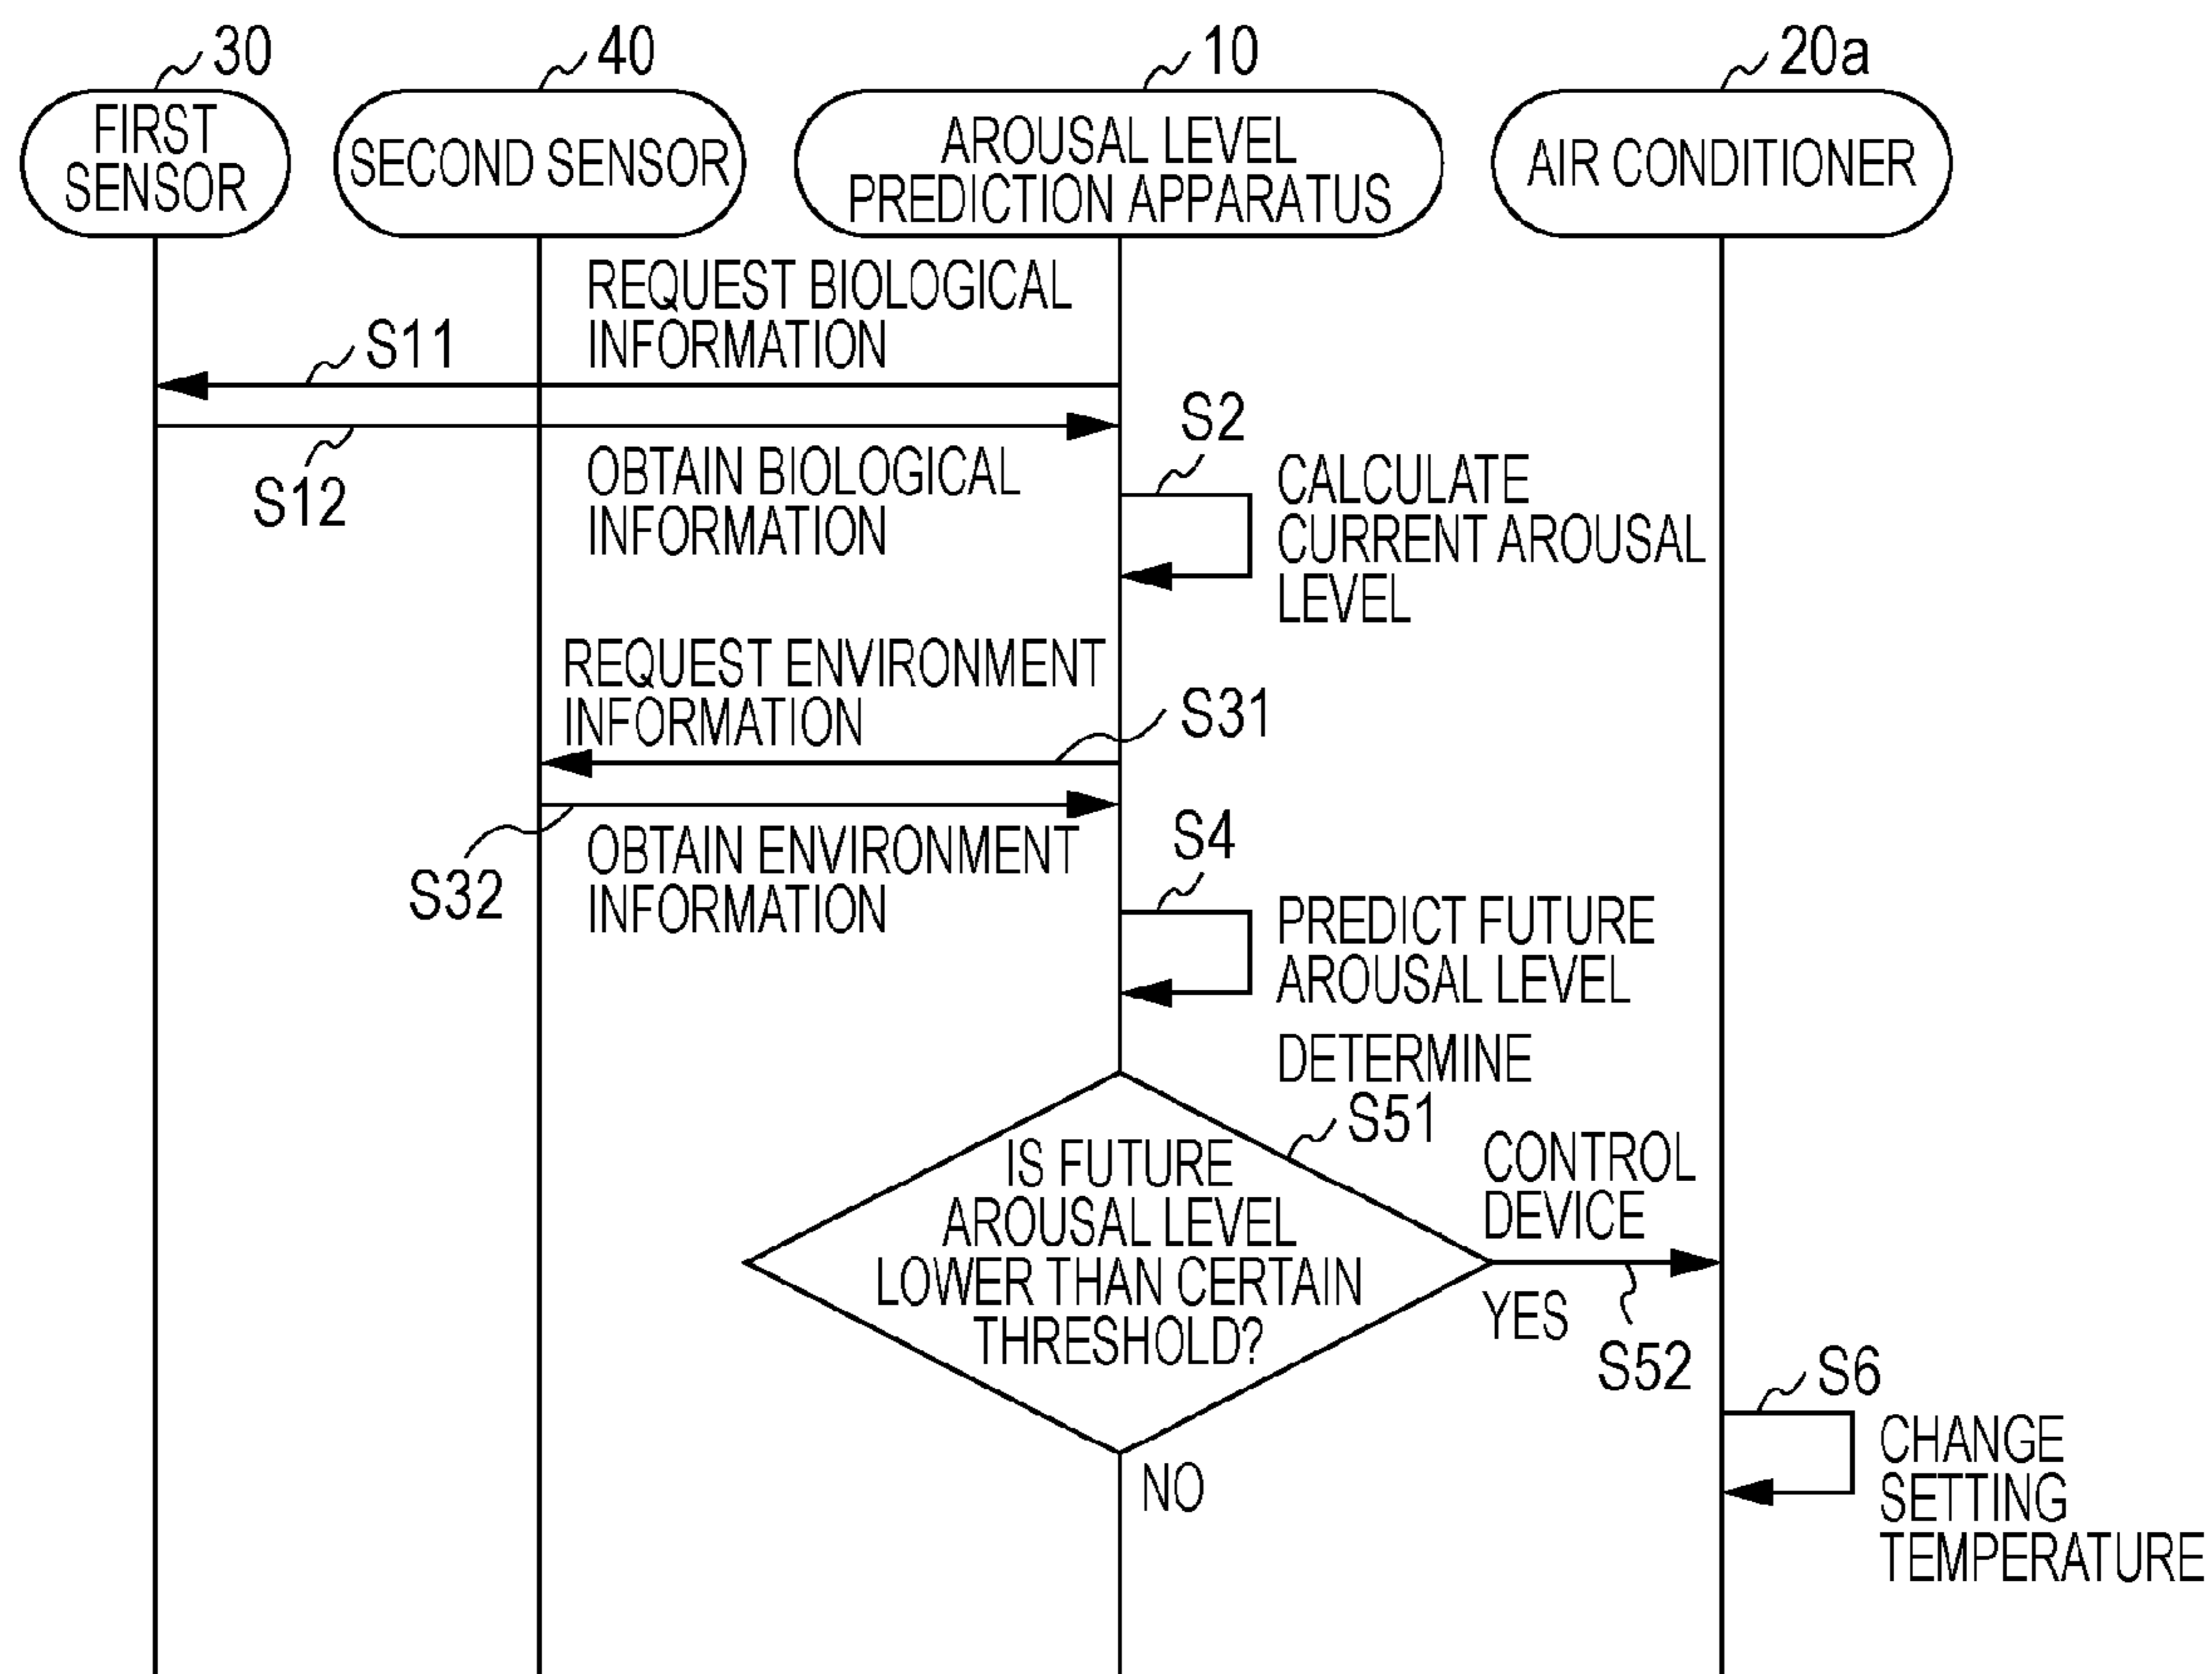 30
40
10
20a
FIRST
SENSOR
SECOND SENSOR
AROUSAL LEVEL
PREDICTION APPARATUS
AIR CONDITIONER
REQUEST BIOLOGICAL
INFORMATION
S11
S12
OBTAIN BIOLOGICAL
INFORMATION
S2
CALCULATE
CURRENT AROUSAL
LEVEL
REQUEST ENVIRONMENT
INFORMATION
S31
S32
OBTAIN ENVIRONMENT
INFORMATION
S4
PREDICT FUTURE
AROUSAL LEVEL
DETERMINE
S51
IS FUTURE
AROUSAL LEVEL
LOWER THAN CERTAIN
THRESHOLD?
CONTROL
DEVICE
YES
S52
NO
S6
CHANGE
SETTING
TEMPERATURE